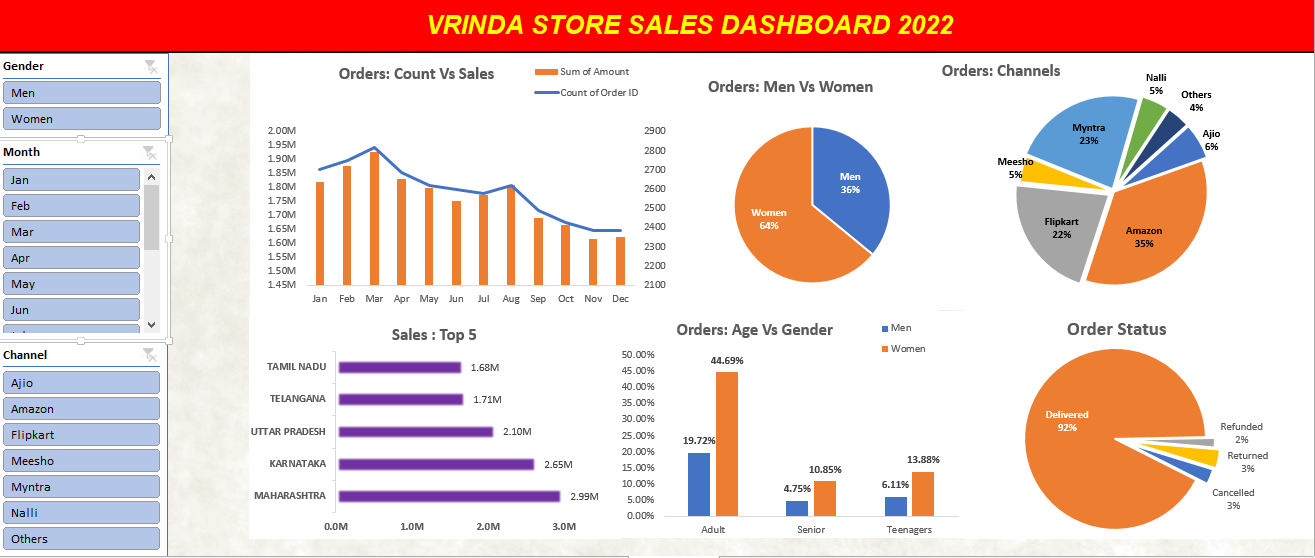 VRINDA STORE SALES DASHBOARD 2022
Gender
Men
Women
Month
Jan
Feb
Mar
Apr
May
Jun
Channel
Ajio
Amazon
Flipkart
Meesho
Myntra
Nalli
Others
Orders: Count Vs Sales
Sum of Amount
Count of Order ID
2.00M
1.95M
1.90M
1.85M
1.80M
1.75M
1.70M
1.65M
1.60M
1.55M
1.50M
1.45M
2900
2800
2700
2600
2500
2400
2300
2200
2100
Jan Feb Mar Apr May Jun Jul Aug Sep Oct Nov Dec
Orders: Men Vs Women
Men
36%
Women
64%
Orders: Channels
Nalli
5%
Others
4%
Ajio
6%
Myntra
23%
Meesho
5%
Flipkart
22%
Amazon
35%
Sales : Top 5
TAMIL NADU 1.68M
TELANGANA 1.71M
UTTAR PRADESH 2.10M
KARNATAKA 2.65M
MAHARASHTRA 2.99M
0.0M 1.0M 2.0M 3.0M
Orders: Age Vs Gender
Men
Women
50.00%
45.00%
40.00%
35.00%
30.00%
25.00%
20.00%
15.00%
10.00%
5.00%
0.00%
19.72% 44.69%
4.75% 10.85%
6.11% 13.88%
Adult Senior Teenagers
Order Status
Delivered
92%
Refunded
2%
Returned
3%
Cancelled
3%